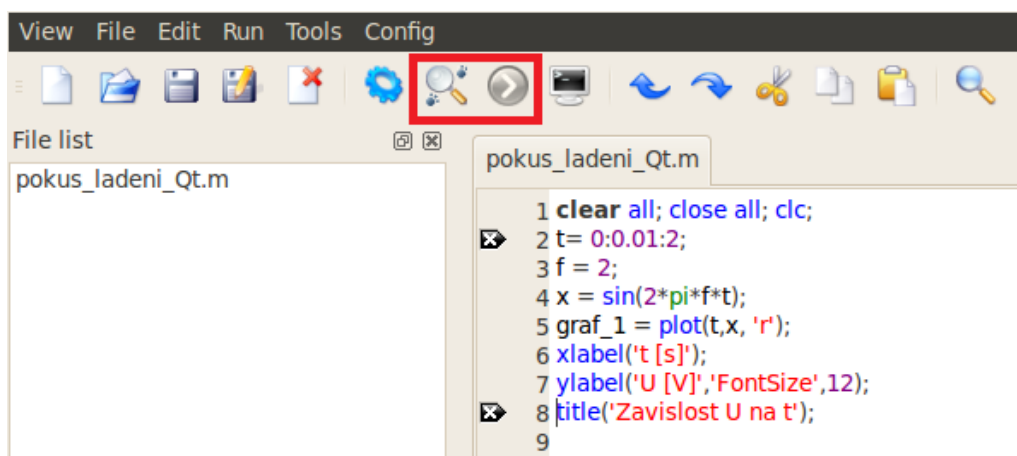 View File Edit Run Tools Config
File list
pokus_ladeni_Qt.m
pokus_ladeni_Qt.m
1 clear all; close all; clc;
2 t= 0:0.01:2;
3 f = 2;
4 x = sin(2*pi*f*t);
5 graf_1 = plot(t,x, 'r');
6 xlabel('t [s]');
7 ylabel('U [V]','FontSize',12);
8 title('Zavislost U na t');
9